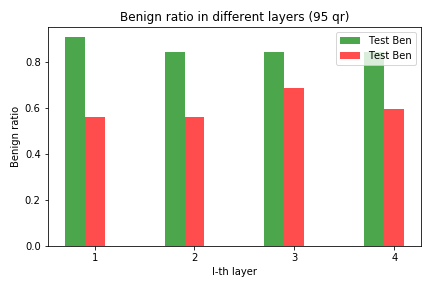 Benign ratio in different layers (95 qr)
Test Ben
Test Ben
Benign ratio
0.8
0.6
0.4
0.2
0.0
1 2 3 4
l-th layer